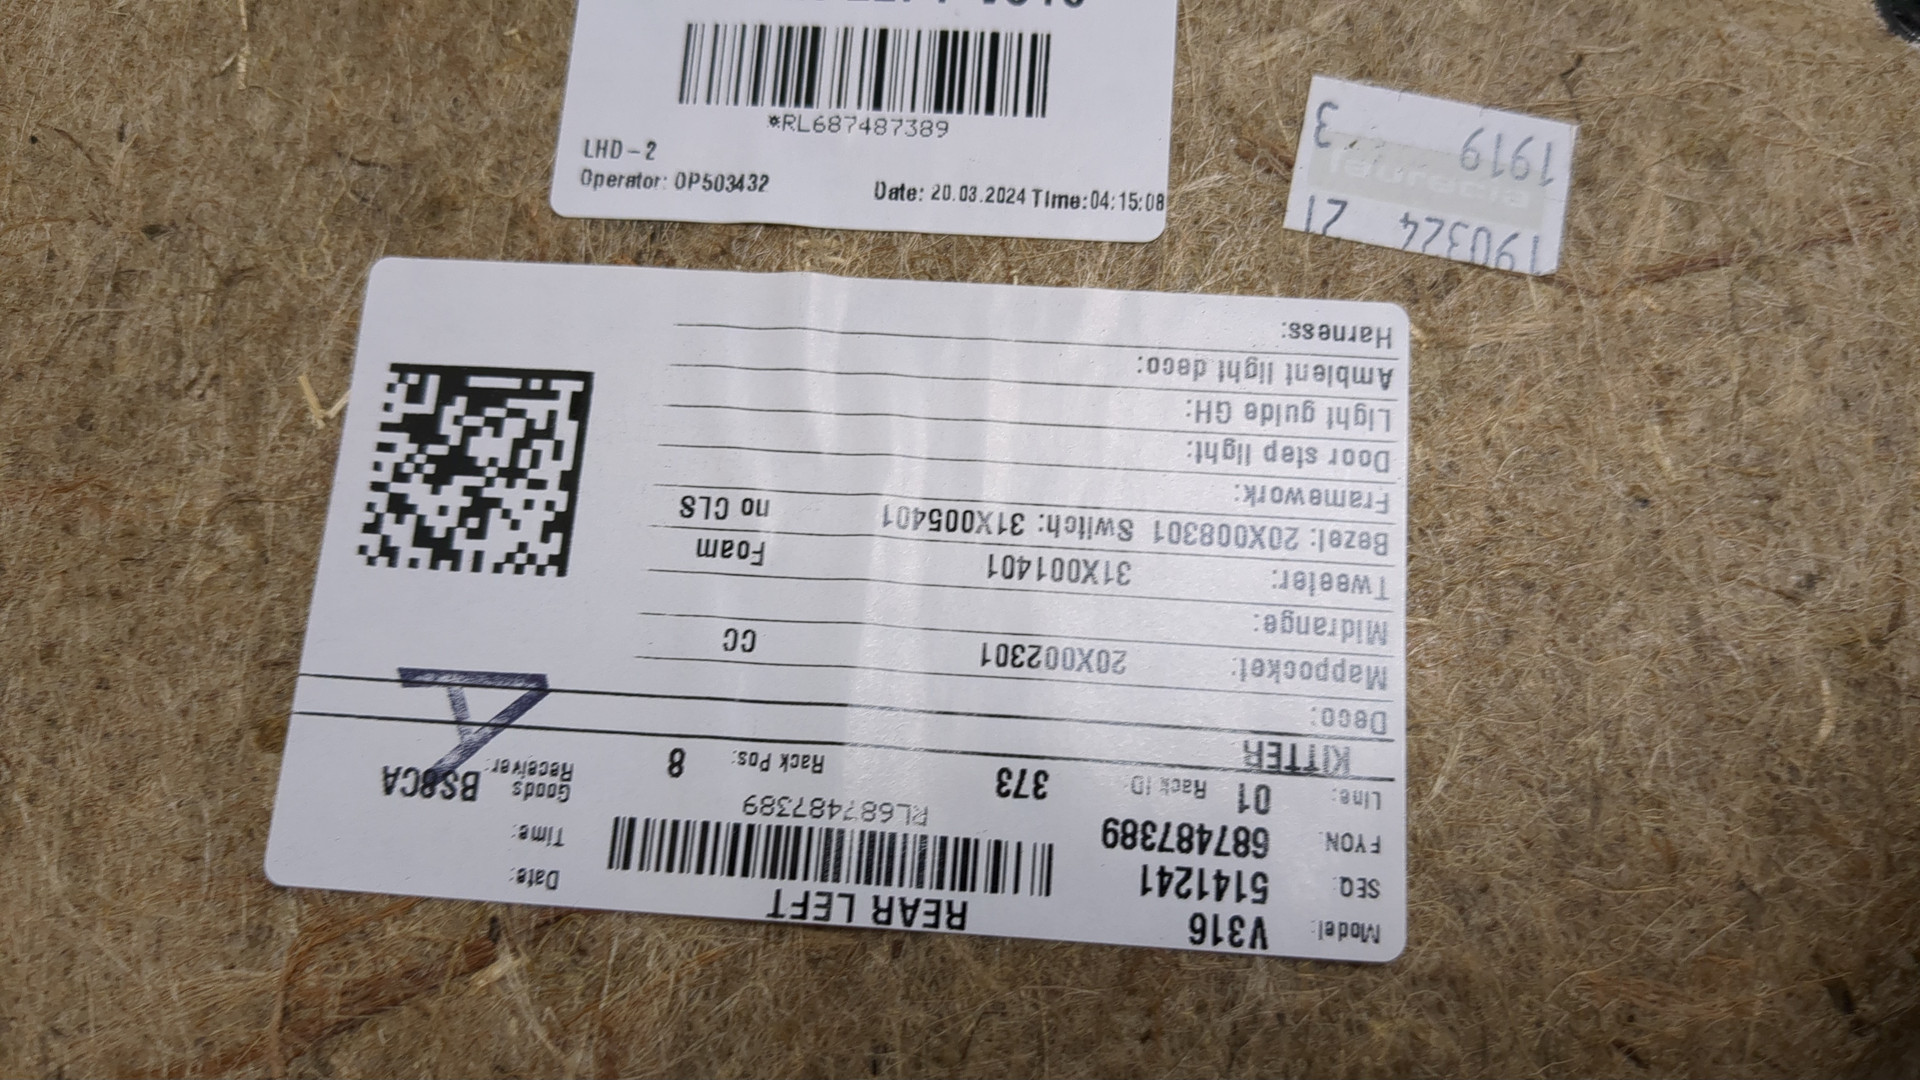 *RL687487389
LHD-2
Operator: OP503432
Date: 20.03.2024 Time:04:15:08
1919 3
faurecia
190324 21
Model: V316
REAR LEFT
SEQ: 5141241
Date:
FYON: 687487389
RL687487389
Time:
Line: 01 Rack ID: 373 Rack Pos: 8 Goods Receiver: BS8CA
KITTER
Deco:
Mappocket: 20X002301 CC
Midrange:
Tweeter: 31X001401 Foam
Bezel: 20X008301 Switch: 31X005401 no CLS
Framework:
Door step light:
Light guide GH:
Ambient light deco:
Harness: